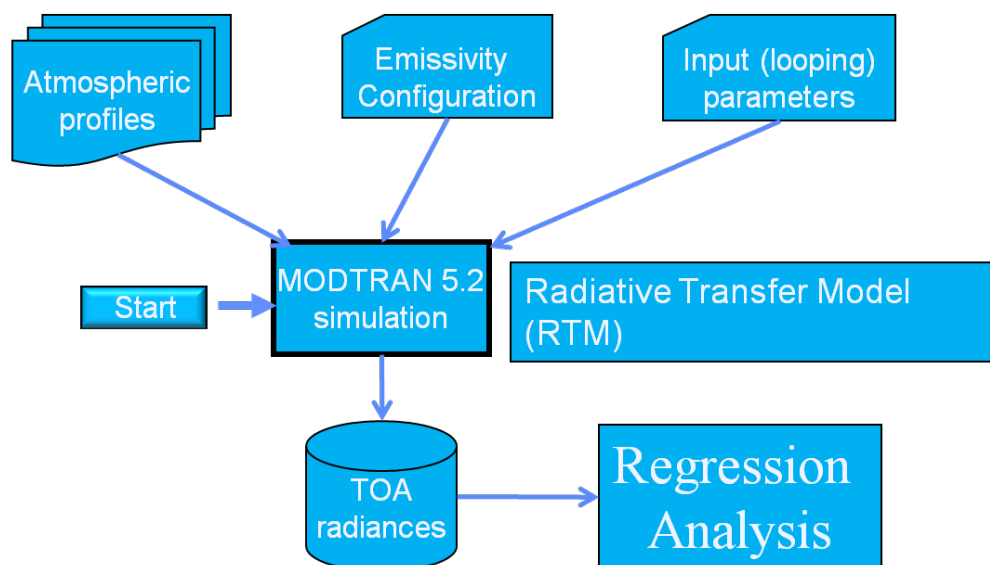 Atmospheric
profiles
Emissivity
Configuration
Input (looping)
parameters
Start
MODTRAN 5.2
simulation
Radiative Transfer Model
(RTM)
TOA
radiances
Regression
Analysis